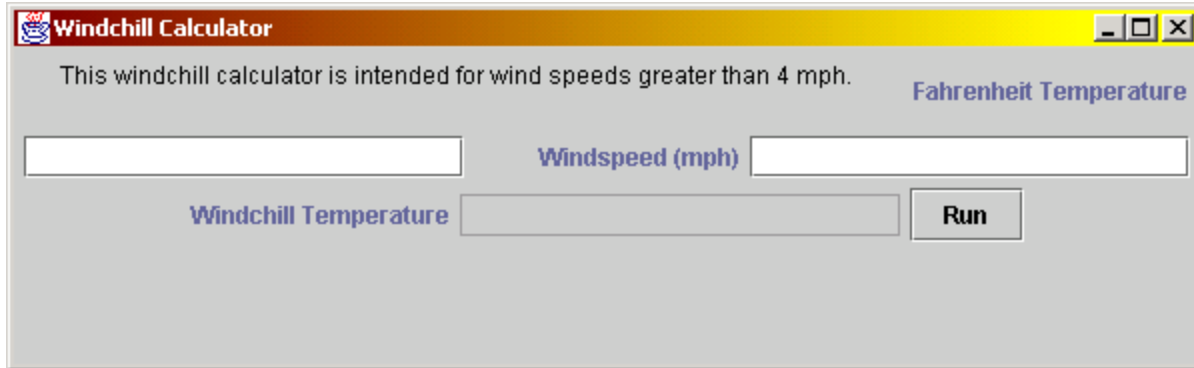 Windchill Calculator
This windchill calculator is intended for wind speeds greater than 4 mph.
Fahrenheit Temperature
Windspeed (mph)
Windchill Temperature
Run